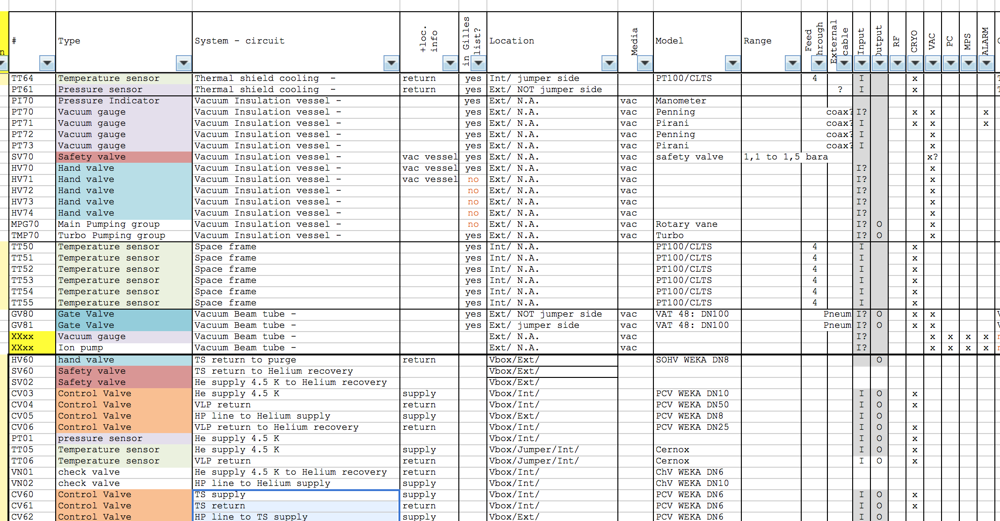 n # Type System - circuit +loc. info in Gilles list? Location Media Model Range Feed hrough External cable Input Output RF CRYO VAC PC MPS ALARM
TT64 Temperature sensor Thermal shield cooling - return yes Int/ jumper side PT100/CLTS 4 I x
PT61 Pressure sensor Thermal shield cooling - return yes Ext/ NOT jumper side ? I x
PI70 Pressure Indicator Vacuum Insulation vessel - yes Ext/ N.A. vac Manometer
PT70 Vacuum gauge Vacuum Insulation vessel - yes Ext/ N.A. vac Penning coax? I? x x x
PT71 Vacuum gauge Vacuum Insulation vessel - yes Ext/ N.A. vac Pirani coax? I x x x
PT72 Vacuum gauge Vacuum Insulation vessel - yes Ext/ N.A. vac Penning coax? I x
PT73 Vacuum gauge Vacuum Insulation vessel - yes Ext/ N.A. vac Pirani coax? I x
SV70 Safety valve Vacuum Insulation vessel - vac vessel yes Ext/ N.A. vac safety valve 1,1 to 1,5 bara x?
HV70 Hand valve Vacuum Insulation vessel - vac vessel yes Ext/ N.A. vac I? x
HV71 Hand valve Vacuum Insulation vessel - vac vessel no Ext/ N.A. vac I? x
HV72 Hand valve Vacuum Insulation vessel - no Ext/ N.A. vac I? x
HV73 Hand valve Vacuum Insulation vessel - no Ext/ N.A. vac I? x
HV74 Hand valve Vacuum Insulation vessel - no Ext/ N.A. vac I? x
MPG70 Main Pumping group Vacuum Insulation vessel - no Ext/ N.A. vac Rotary vane I? O x
TMP70 Turbo Pumping group Vacuum Insulation vessel - yes Ext/ N.A. vac Turbo I? O x
TT50 Temperature sensor Space frame yes Int/ N.A. PT100/CLTS 4 I x
TT51 Temperature sensor Space frame yes Int/ N.A. PT100/CLTS 4 I x
TT52 Temperature sensor Space frame yes Int/ N.A. PT100/CLTS 4 I x
TT53 Temperature sensor Space frame yes Int/ N.A. PT100/CLTS 4 I x
TT54 Temperature sensor Space frame yes Int/ N.A. PT100/CLTS 4 I x
TT55 Temperature sensor Space frame yes Int/ N.A. PT100/CLTS 4 I x
GV80 Gate Valve Vacuum Beam tube - yes Ext/ NOT jumper side vac VAT 48: DN100 Pneum I? O x x
GV81 Gate Valve Vacuum Beam tube - yes Ext/ jumper side vac VAT 48: DN100 Pneum I? O x x
XXxx Vacuum gauge Vacuum Beam tube - Ext/ N.A. vac I? x x x x
XXxx Ion pump Vacuum Beam tube - Ext/ N.A. vac I? x x x x
HV60 hand valve TS return to purge return Vbox/Ext/ SOHV WEKA DN8 O
SV60 Safety valve TS return to Helium recovery Vbox/Ext/
SV02 Safety valve He supply 4.5 K to Helium recovery Vbox/Ext/
CV03 Control Valve He supply 4.5 K supply Vbox/Int/ PCV WEKA DN10 I O x
CV04 Control Valve VLP return return Vbox/Int/ PCV WEKA DN50 I O x
CV05 Control Valve HP line to Helium supply supply Vbox/Ext/ PCV WEKA DN8 I O
CV06 Control Valve VLP return to Helium recovery return Vbox/Int/ PCV WEKA DN25 I O x
PT01 pressure sensor He supply 4.5 K Vbox/Int/ I O x
TT05 Temperature sensor He supply 4.5 K supply Vbox/Jumper/Int/ Cernox I O x
TT06 Temperature sensor VLP return return Vbox/Jumper/Int/ Cernox I O x
VN01 check valve He supply 4.5 K to Helium recovery return Vbox/Int/ ChV WEKA DN6
VN02 check valve HP line to Helium supply supply Vbox/Int/ ChV WEKA DN10
CV60 Control Valve TS supply supply Vbox/Int/ PCV WEKA DN6 I O x
CV61 Control Valve TS return return Vbox/Int/ PCV WEKA DN6 I O x
CV62 Control Valve HP line to TS supply supply Vbox/Ext/ PCV WEKA DN6 I O